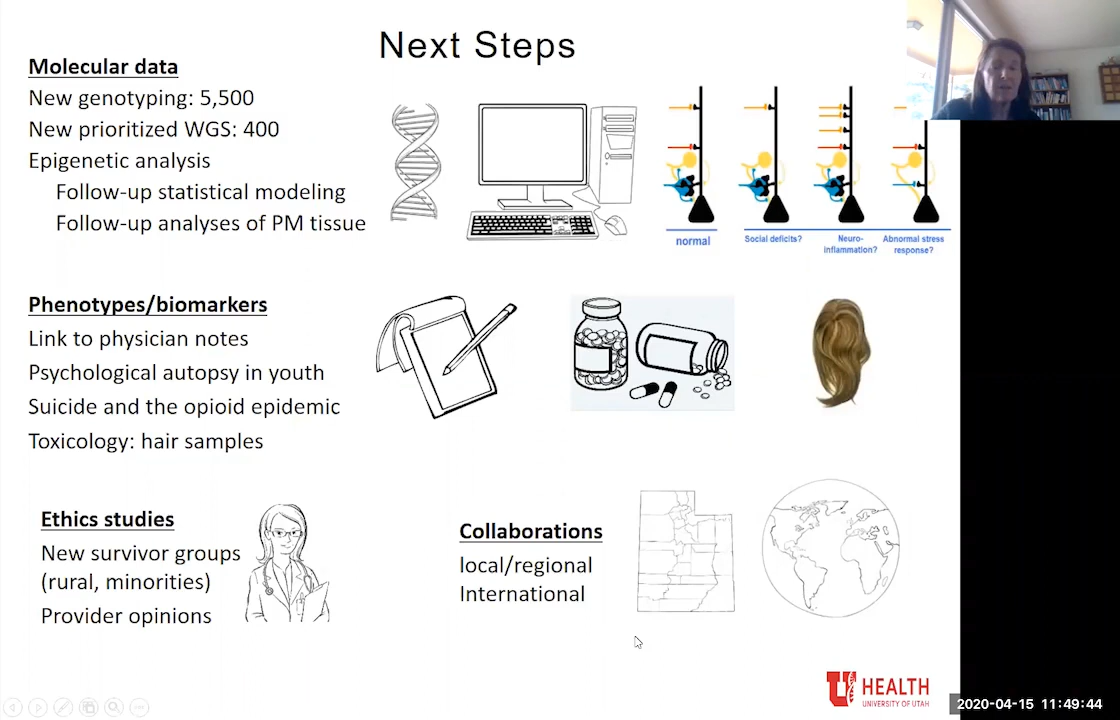 Next Steps
Molecular data
New genotyping: 5,500
New prioritized WGS: 400
Epigenetic analysis
Follow-up statistical modeling
Follow-up analyses of PM tissue
normal
Social deficits?
Neuro-
inflammation?
Abnormal stress
response?
Phenotypes/biomarkers
Link to physician notes
Psychological autopsy in youth
Suicide and the opioid epidemic
Toxicology: hair samples
Ethics studies
New survivor groups
(rural, minorities)
Provider opinions
Collaborations
local/regional
International
U HEALTH
UNIVERSITY OF UTAH
2020-04-15 11:49:44